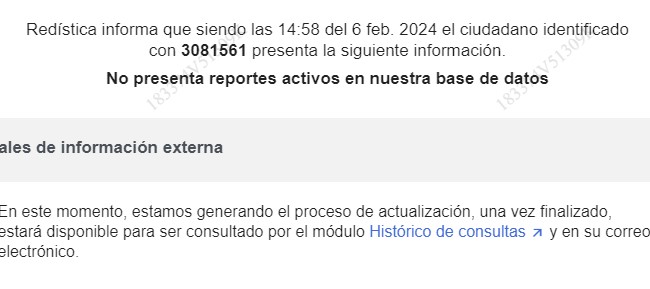 Redística informa que siendo las 14:58 del 6 feb. 2024 el ciudadano identificado
con 3081561 presenta la siguiente información.
No presenta reportes activos en nuestra base de datos
ales de información externa
En este momento, estamos generando el proceso de actualización, una vez finalizado,
estará disponible para ser consultado por el módulo Histórico de consultas ↗ y en su correo
electrónico.